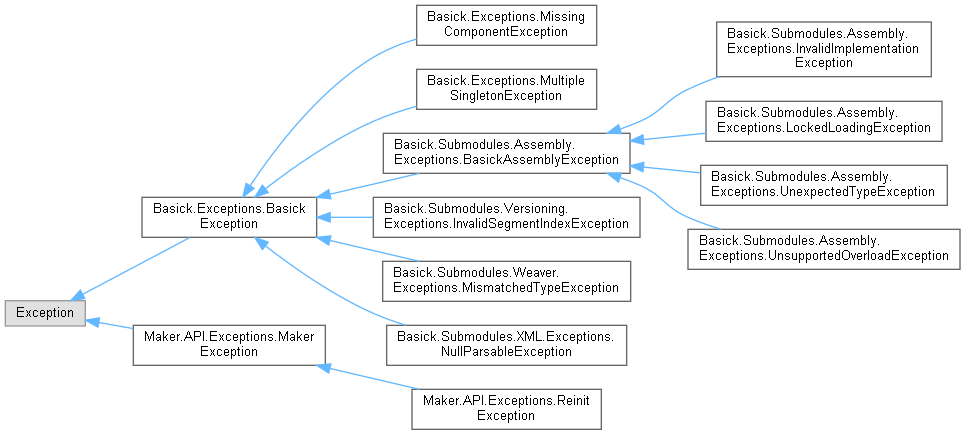 Basick.Exceptions.Missing
ComponentException
Basick.Submodules.Assembly.
Exceptions.InvalidImplementation
Exception
Basick.Exceptions.Multiple
SingletonException
Basick.Submodules.Assembly.
Exceptions.LockedLoadingException
Basick.Submodules.Assembly.
Exceptions.BasickAssemblyException
Basick.Submodules.Assembly.
Exceptions.UnexpectedTypeException
Basick.Exceptions.Basick
Exception
Basick.Submodules.Versioning.
Exceptions.InvalidSegmentIndexException
Basick.Submodules.Assembly.
Exceptions.UnsupportedOverloadException
Basick.Submodules.Weaver.
Exceptions.MismatchedTypeException
Exception
Maker.API.Exceptions.Maker
Exception
Basick.Submodules.XML.Exceptions.
NullParsableException
Maker.API.Exceptions.Reinit
Exception